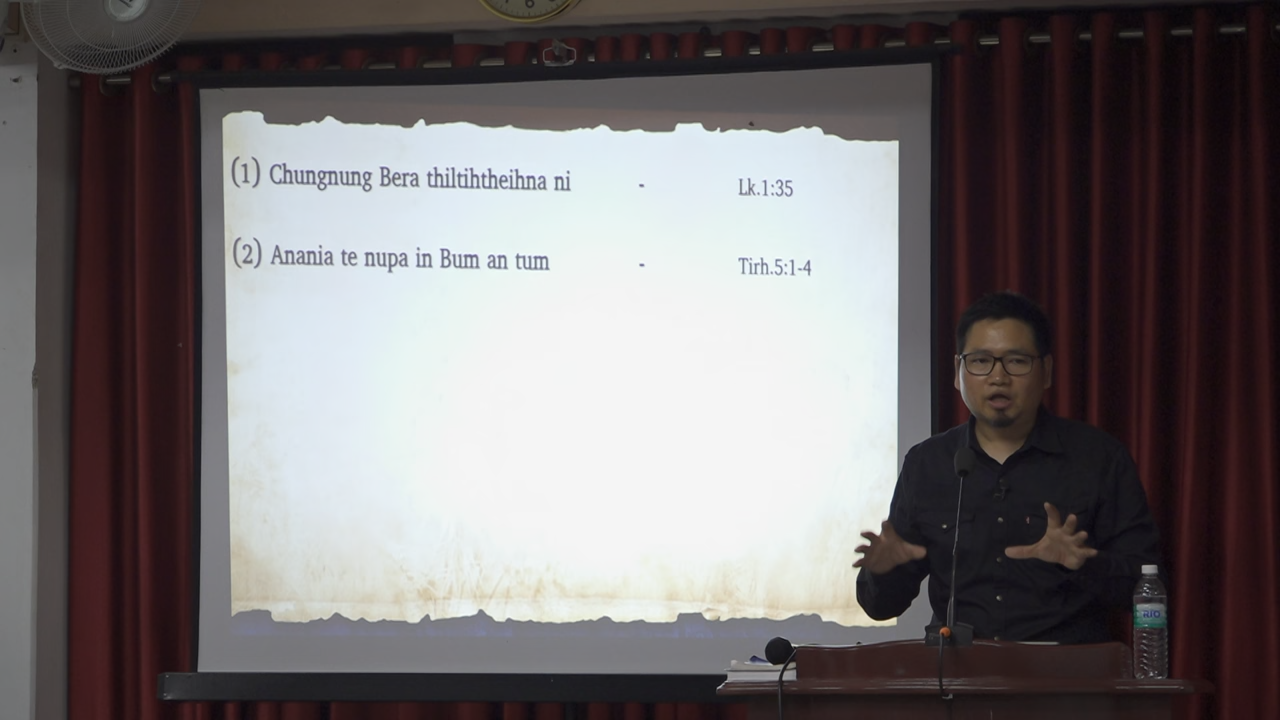 (1) Chungnung Bera thiltihtheihna ni - Lk.1:35
(2) Anania te nupa in Bum an tum - Tirh.5:1-4
RIO